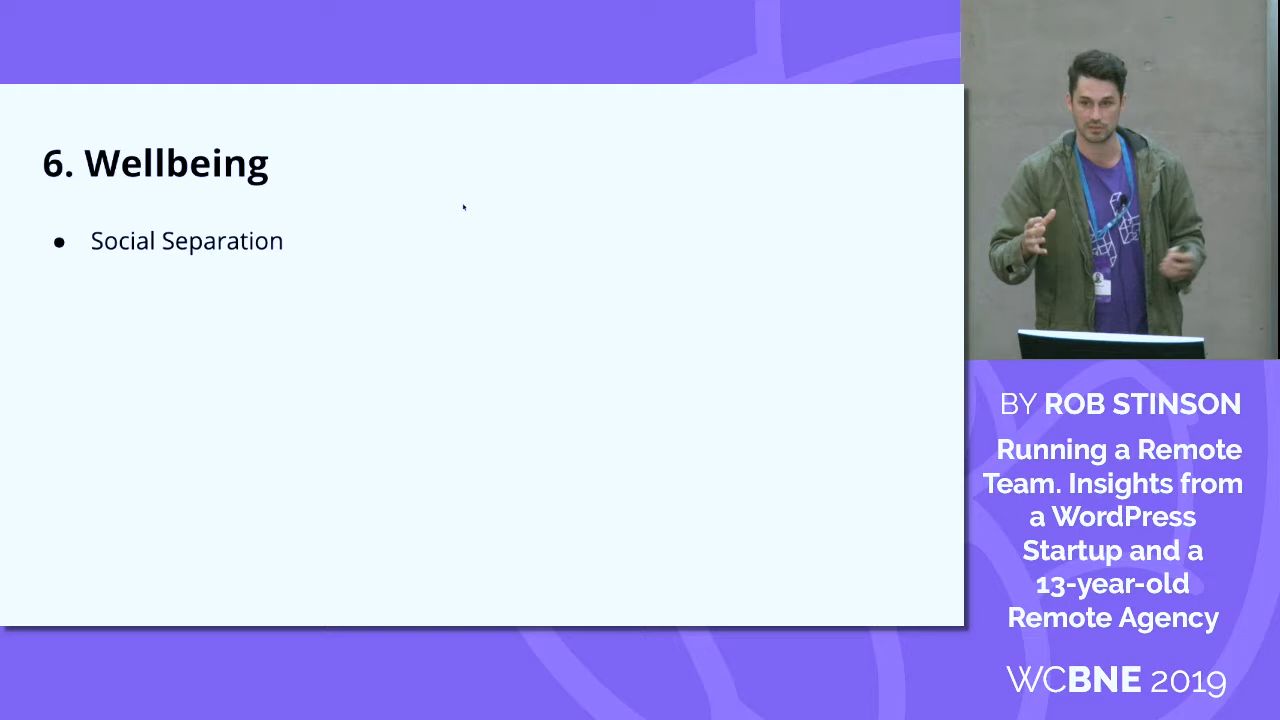 6. Wellbeing
● Social Separation
BY ROB STINSON
Running a Remote
Team. Insights from
a WordPress
Startup and a
13-year-old
Remote Agency
WCBNE 2019